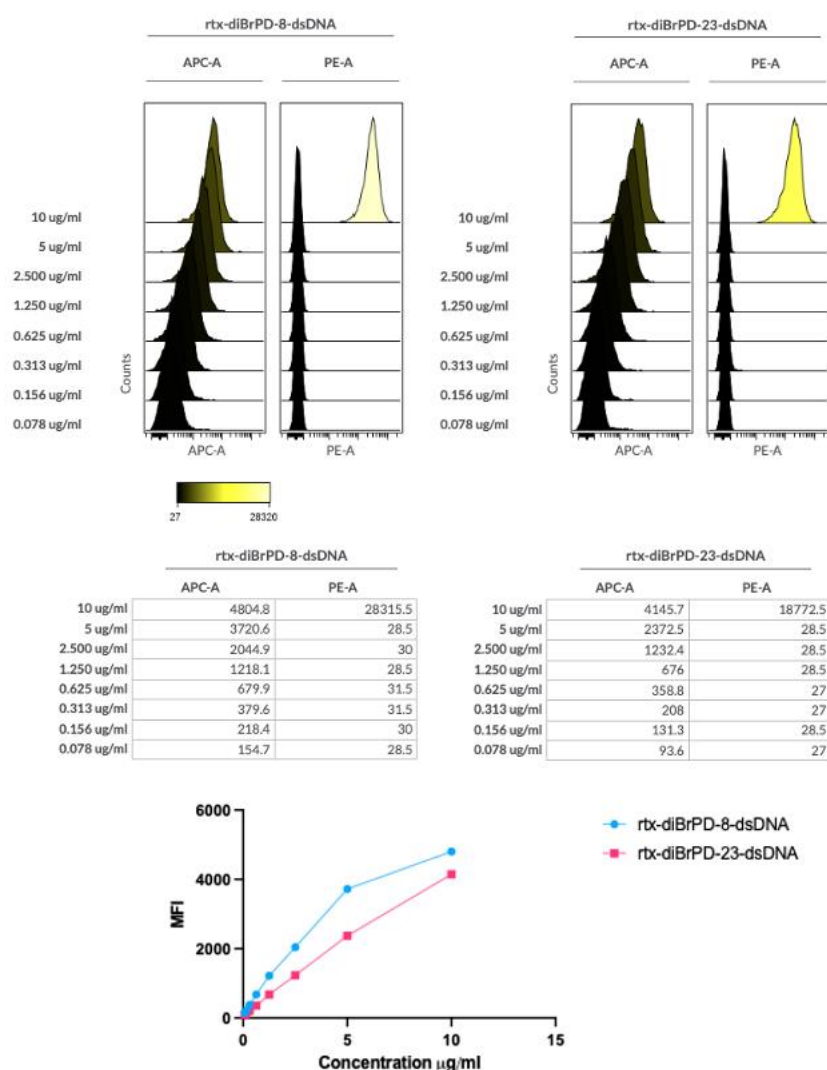 rtx-diBrPD-8-dsDNA rtx-diBrPD-23-dsDNA
APC-A PE-A APC-A PE-A
10 ug/ml 10 ug/ml
5 ug/ml 5 ug/ml
2.500 ug/ml 2.500 ug/ml
1.250 ug/ml 1.250 ug/ml
0.625 ug/ml 0.625 ug/ml
0.313 ug/ml 0.313 ug/ml
0.156 ug/ml 0.156 ug/ml
0.078 ug/ml 0.078 ug/ml
Counts Counts
APC-A PE-A APC-A PE-A
27 28320
rtx-diBrPD-8-dsDNA rtx-diBrPD-23-dsDNA
APC-A PE-A APC-A PE-A
10 ug/ml 4804.8 28315.5 10 ug/ml 4145.7 18772.5
5 ug/ml 3720.6 28.5 5 ug/ml 2372.5 28.5
2.500 ug/ml 2044.9 30 2.500 ug/ml 1232.4 28.5
1.250 ug/ml 1218.1 28.5 1.250 ug/ml 676 28.5
0.625 ug/ml 679.9 31.5 0.625 ug/ml 358.8 27
0.313 ug/ml 379.6 31.5 0.313 ug/ml 208 27
0.156 ug/ml 218.4 30 0.156 ug/ml 131.3 28.5
0.078 ug/ml 154.7 28.5 0.078 ug/ml 93.6 27
6000
4000
2000
0
MFI
0 5 10 15
Concentration µg/ml
rtx-diBrPD-8-dsDNA
rtx-diBrPD-23-dsDNA